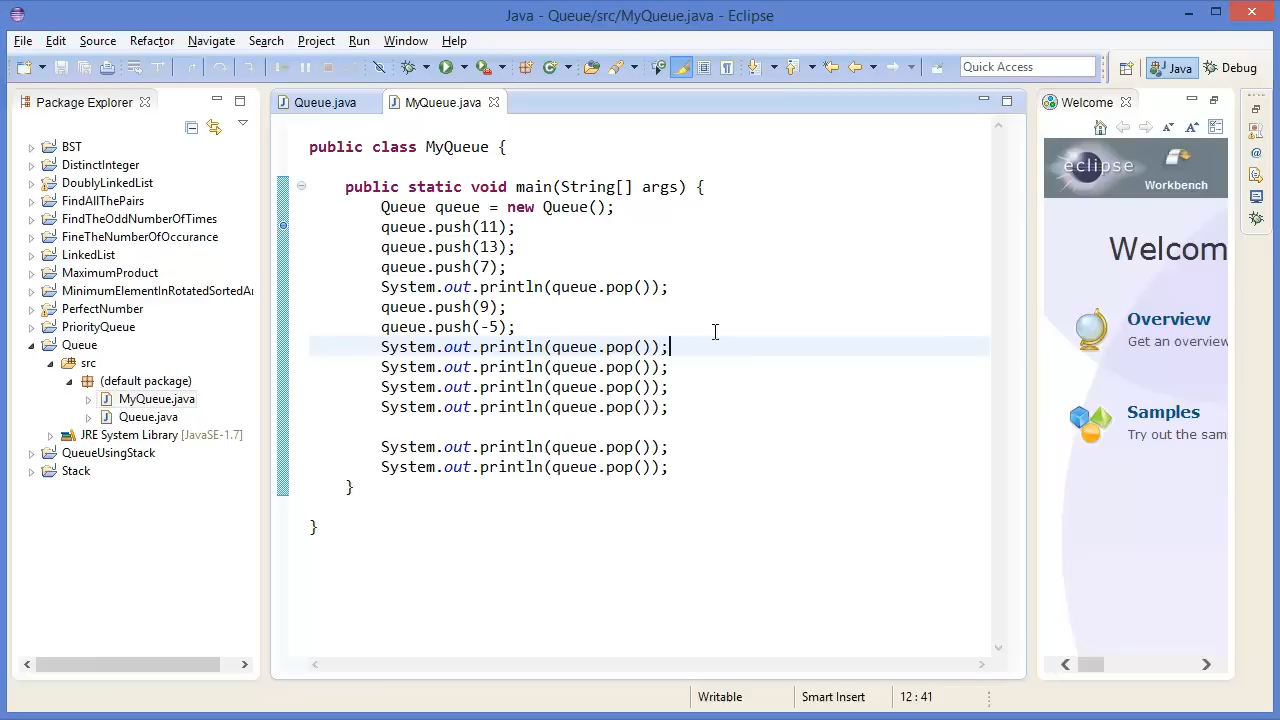 Java - Queue/src/MyQueue.java - Eclipse
File Edit Source Refactor Navigate Search Project Run Window Help
Quick Access
Java
Debug
Package Explorer
BST
DistinctInteger
DoublyLinkedList
FindAllThePairs
FindTheOddNumberOfTimes
FineTheNumberOfOccurance
LinkedList
MaximumProduct
MinimumElementInRotatedSortedAr
PerfectNumber
PriorityQueue
Queue
src
(default package)
MyQueue.java
Queue.java
JRE System Library [JavaSE-1.7]
QueueUsingStack
Stack
Queue.java
MyQueue.java
public class MyQueue {
public static void main(String[] args) {
Queue queue = new Queue();
queue.push(11);
queue.push(13);
queue.push(7);
System.out.println(queue.pop());
queue.push(9);
queue.push(-5);
System.out.println(queue.pop());
System.out.println(queue.pop());
System.out.println(queue.pop());
System.out.println(queue.pop());
System.out.println(queue.pop());
System.out.println(queue.pop());
}
}
Welcome
eclipse
Workbench
Welcom
Overview
Get an overview
Samples
Try out the sam
Writable
Smart Insert
12 : 41